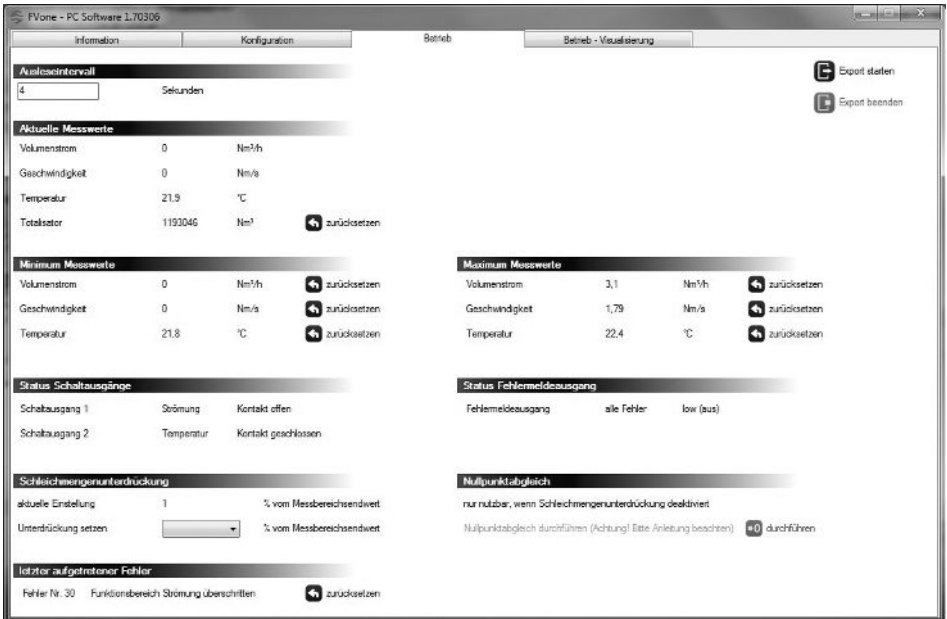 FVone - PC Software 1.70306
Information Konfiguration Betrieb Betrieb - Visualisierung
Ausleseintervall
4 Sekunden
Export starten
Export beenden
Aktuelle Messwerte
Volumenstrom 0 Nm³/h
Geschwindigkeit 0 Nm/s
Temperatur 21,9 °C
Totalisator 1193046 Nm³ zurücksetzen
Minimum Messwerte
Volumenstrom 0 Nm³/h zurücksetzen
Geschwindigkeit 0 Nm/s zurücksetzen
Temperatur 21,8 °C zurücksetzen
Maximum Messwerte
Volumenstrom 3,1 Nm³/h zurücksetzen
Geschwindigkeit 1,79 Nm/s zurücksetzen
Temperatur 22,4 °C zurücksetzen
Status Schaltausgänge
Schaltausgang 1 Strömung Kontakt offen
Schaltausgang 2 Temperatur Kontakt geschlossen
Status Fehlermeldeausgang
Fehlermeldeausgang alle Fehler low (aus)
Schleichmengenunterdrückung
aktuelle Einstellung 1 % vom Messbereichsendwert
Unterdrückung setzen % vom Messbereichsendwert
Nullpunktabgleich
nur nutzbar, wenn Schleichmengenunterdrückung deaktiviert
Nullpunktabgleich durchführen (Achtung! Bitte Anleitung beachten) →0 durchführen
letzter aufgetretener Fehler
Fehler Nr. 30 Funktionsbereich Strömung überschritten zurücksetzen